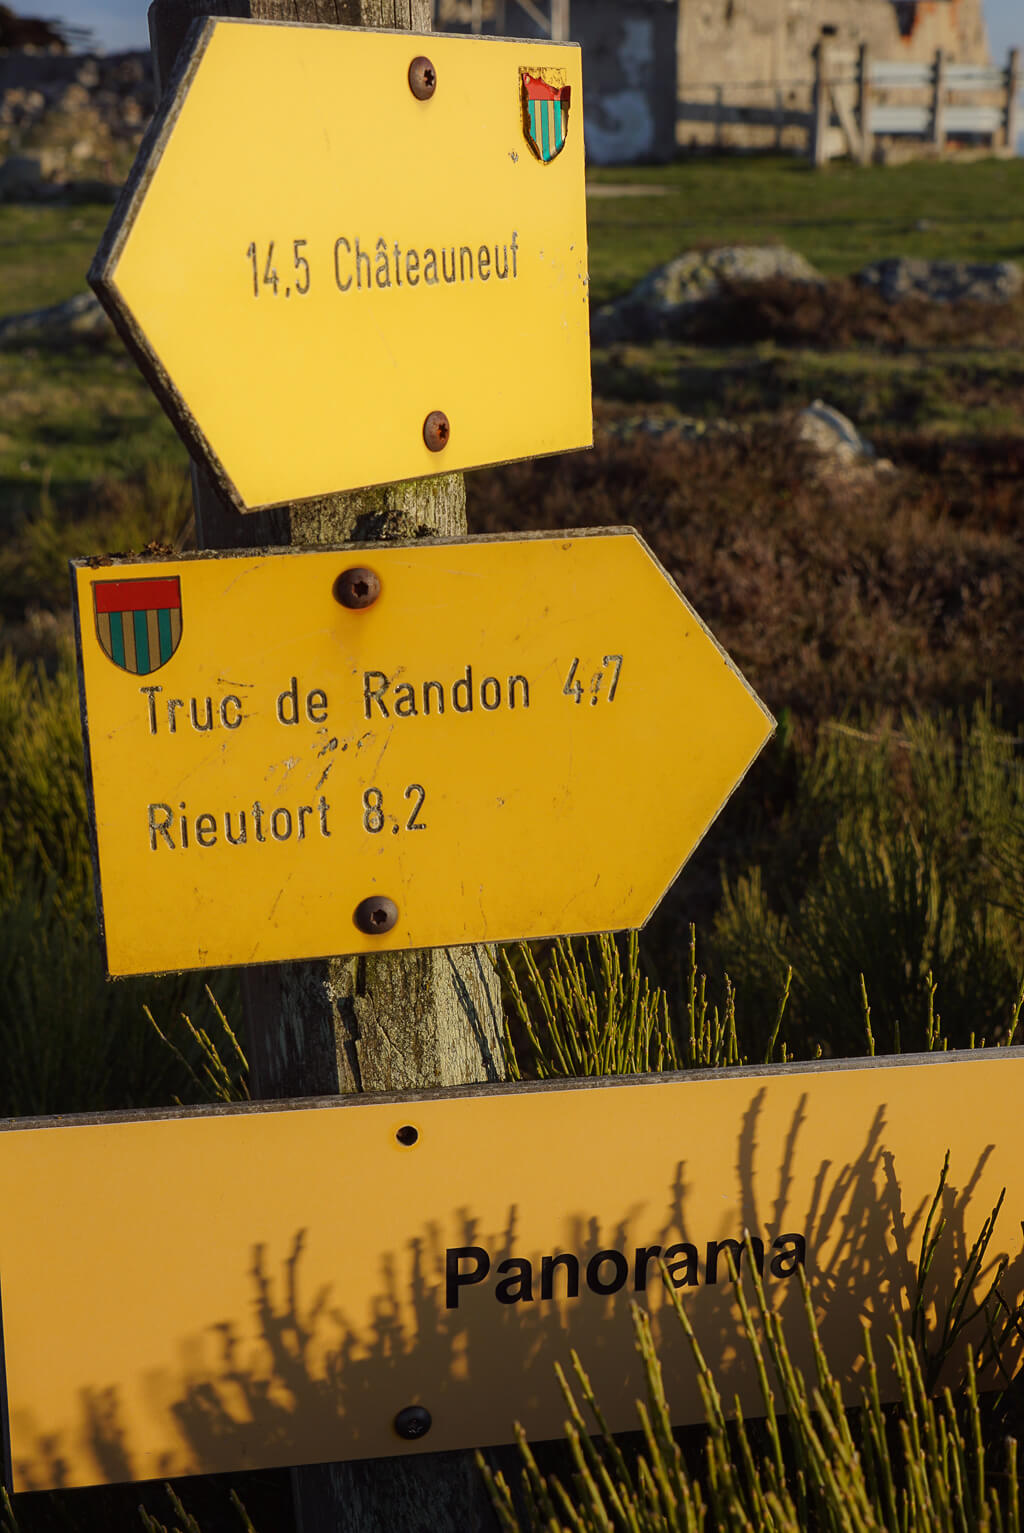 14,5 Châteauneuf
Truc de Randon 4,7
Rieutort 8,2
Panorama